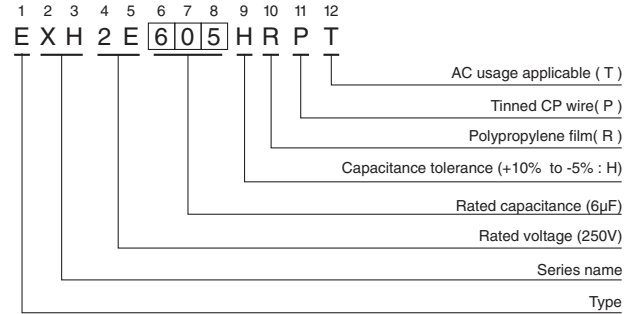 1 2 3 4 5 6 7 8 9 10 11 12
E X H 2 E 6 0 5 H R P T
AC usage applicable ( T )
Tinned CP wire( P )
Polypropylene film( R )
Capacitance tolerance (+10% to -5% : H)
Rated capacitance (6µF)
Rated voltage (250V)
Series name
Type